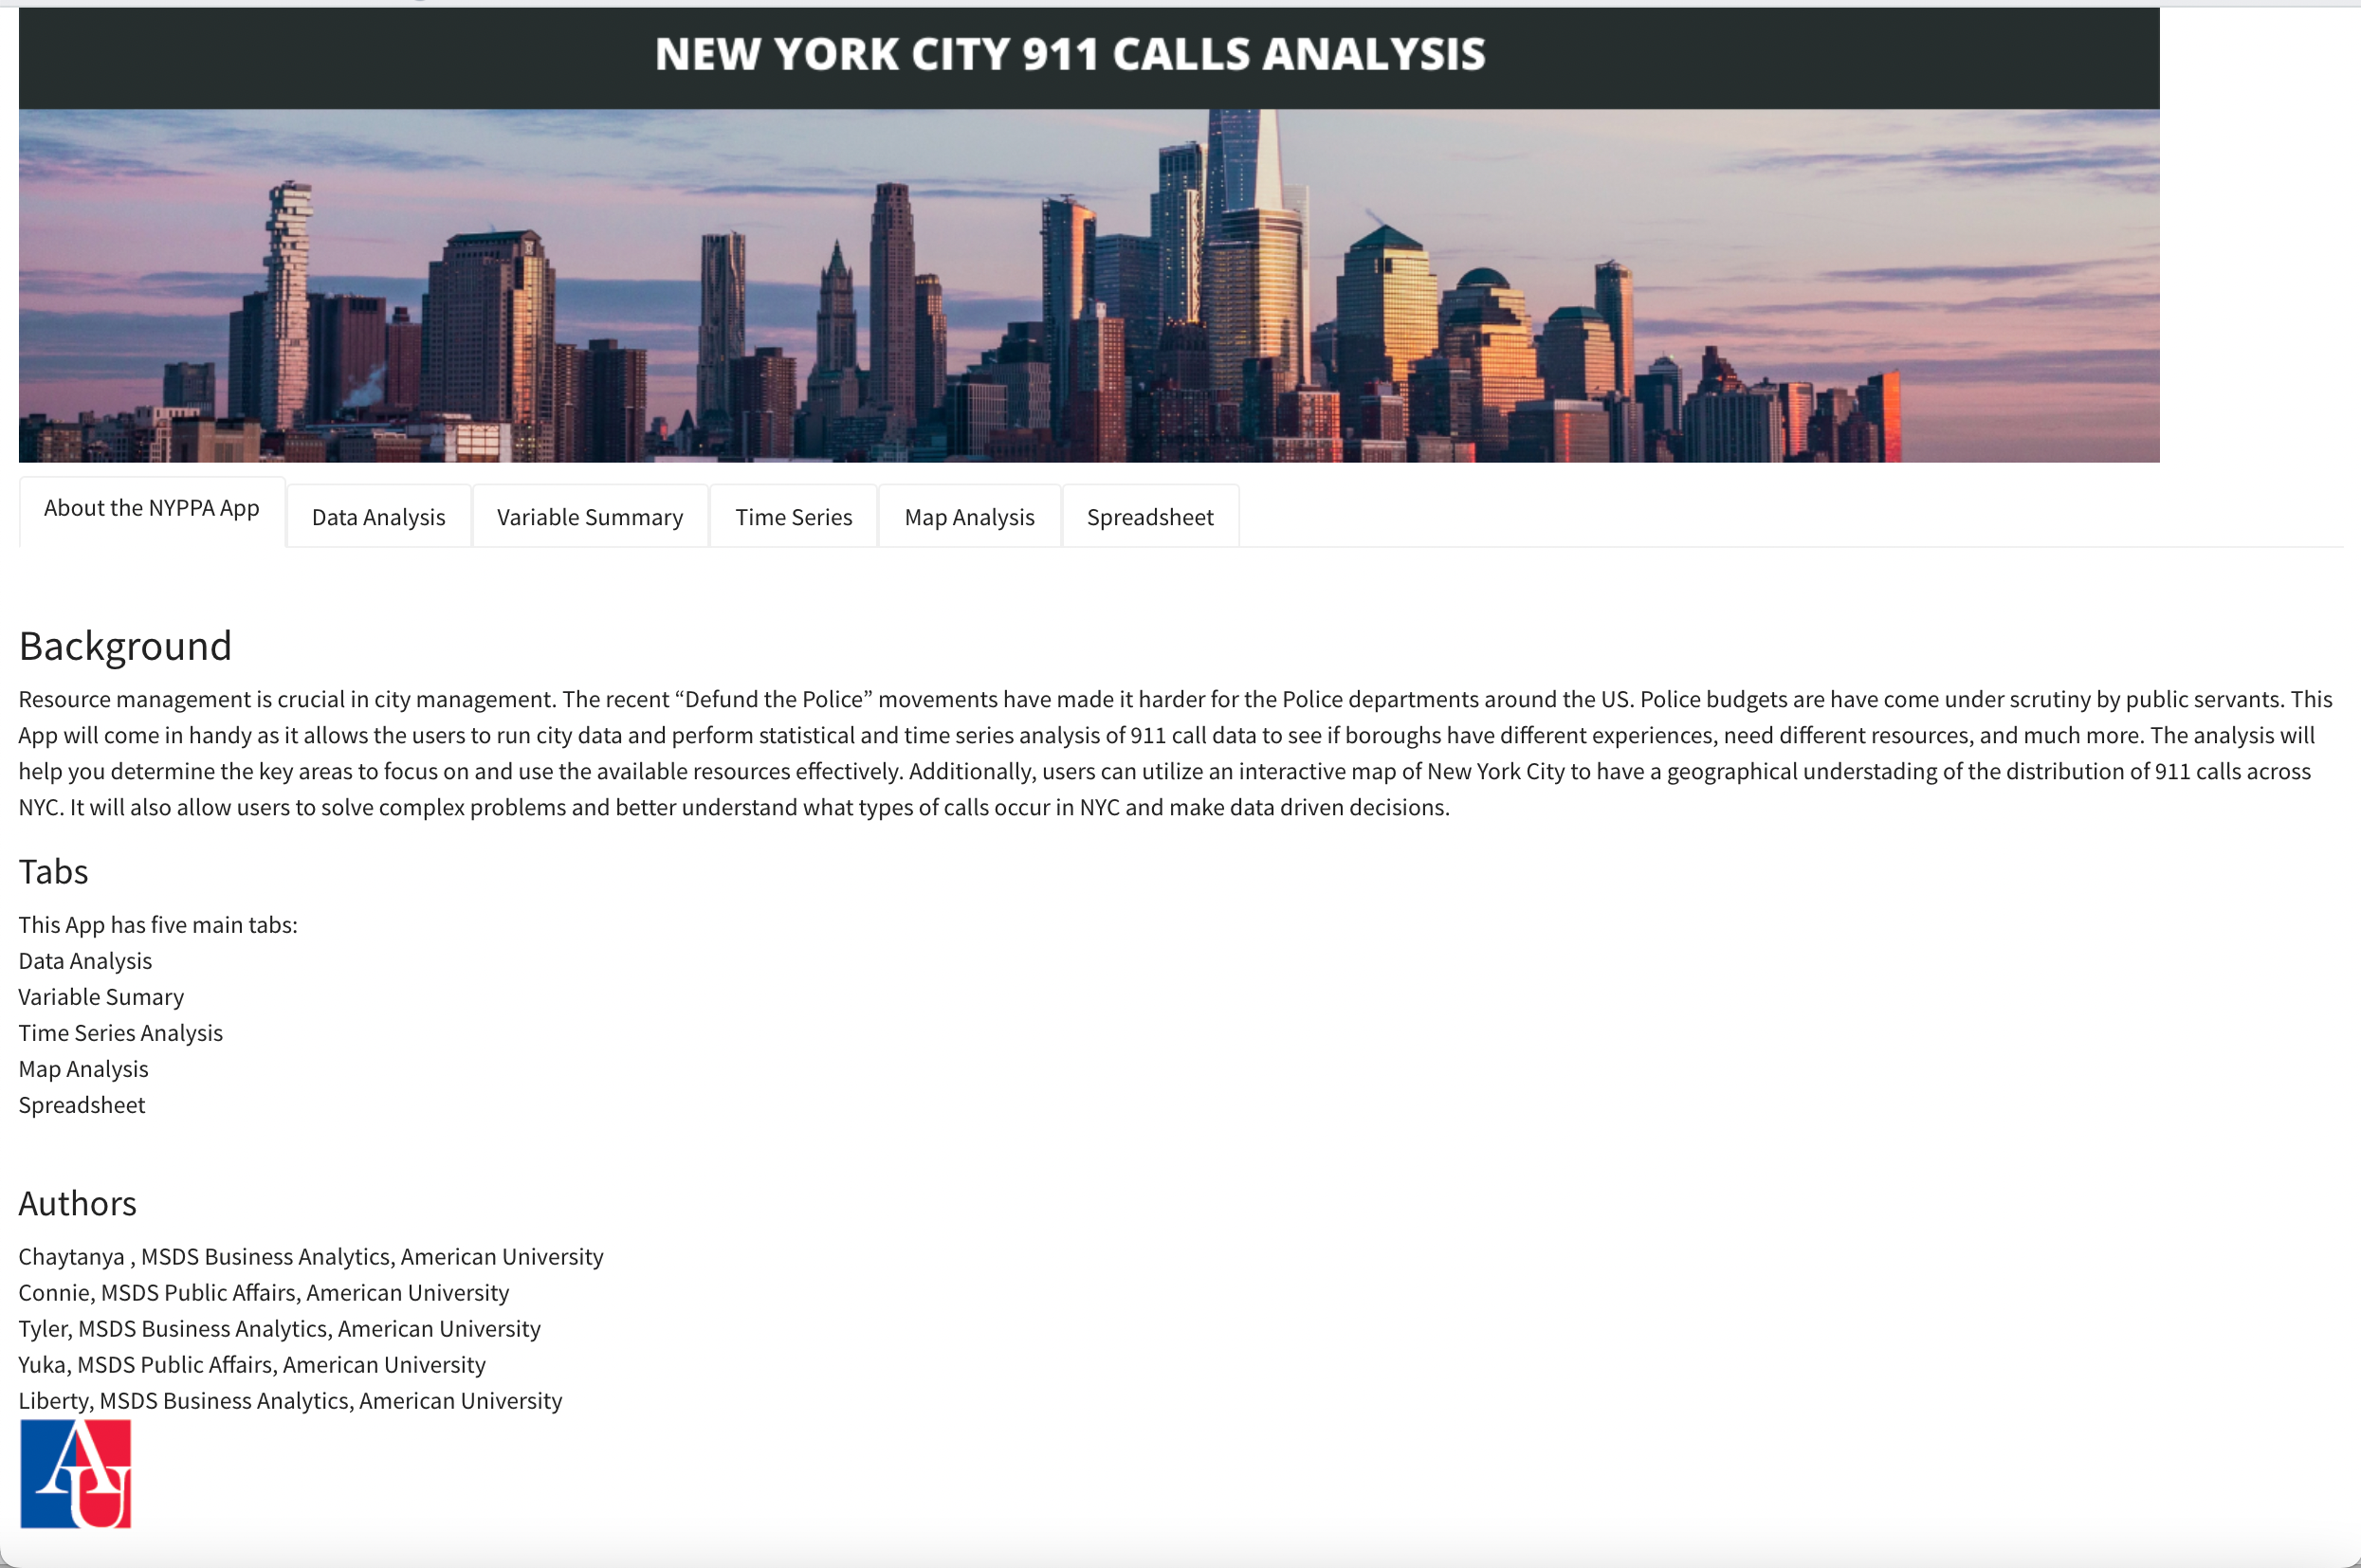 NEW YORK CITY 911 CALLS ANALYSIS
About the NYPPA App
Data Analysis
Variable Summary
Time Series
Map Analysis
Spreadsheet
Background
Resource management is crucial in city management. The recent “Defund the Police” movements have made it harder for the Police departments around the US. Police budgets are have come under scrutiny by public servants. This
App will come in handy as it allows the users to run city data and perform statistical and time series analysis of 911 call data to see if boroughs have different experiences, need different resources, and much more. The analysis will
help you determine the key areas to focus on and use the available resources effectively. Additionally, users can utilize an interactive map of New York City to have a geographical understading of the distribution of 911 calls across
NYC. It will also allow users to solve complex problems and better understand what types of calls occur in NYC and make data driven decisions.
Tabs
This App has five main tabs:
Data Analysis
Variable Sumary
Time Series Analysis
Map Analysis
Spreadsheet
Authors
Chaytanya , MSDS Business Analytics, American University
Connie, MSDS Public Affairs, American University
Tyler, MSDS Business Analytics, American University
Yuka, MSDS Public Affairs, American University
Liberty, MSDS Business Analytics, American University
AU